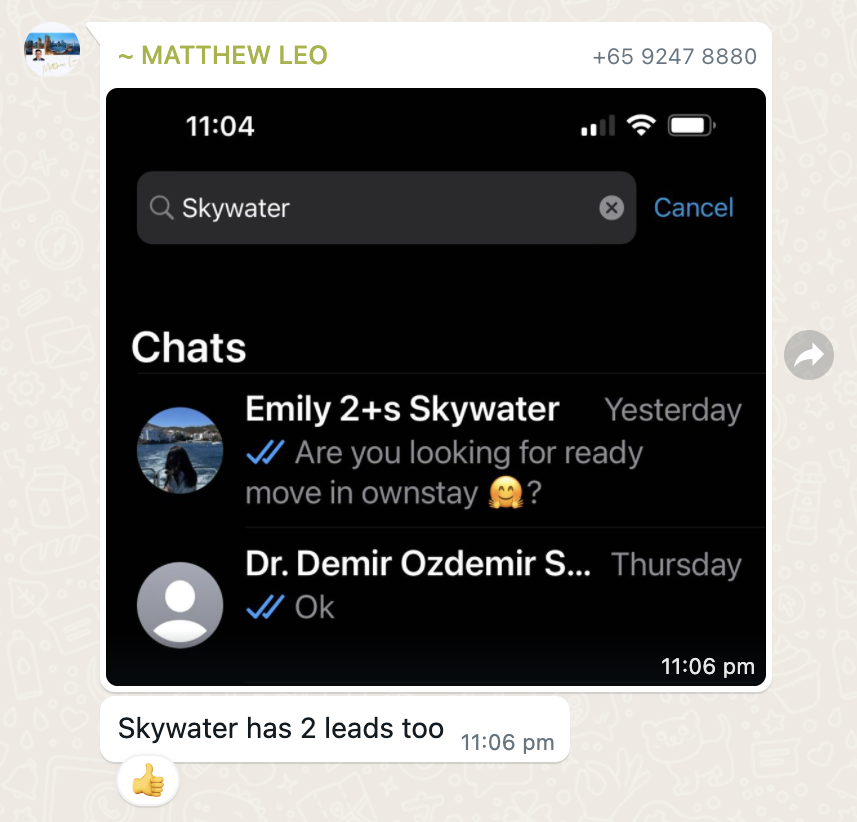 ~ MATTHEW LEO
+65 9247 8880
11:04
Skywater
Cancel
Chats
Emily 2+s Skywater
Yesterday
Are you looking for ready
move in ownstay 🤗?
Dr. Demir Ozdemir S...
Thursday
Ok
11:06 pm
Skywater has 2 leads too
11:06 pm
👍